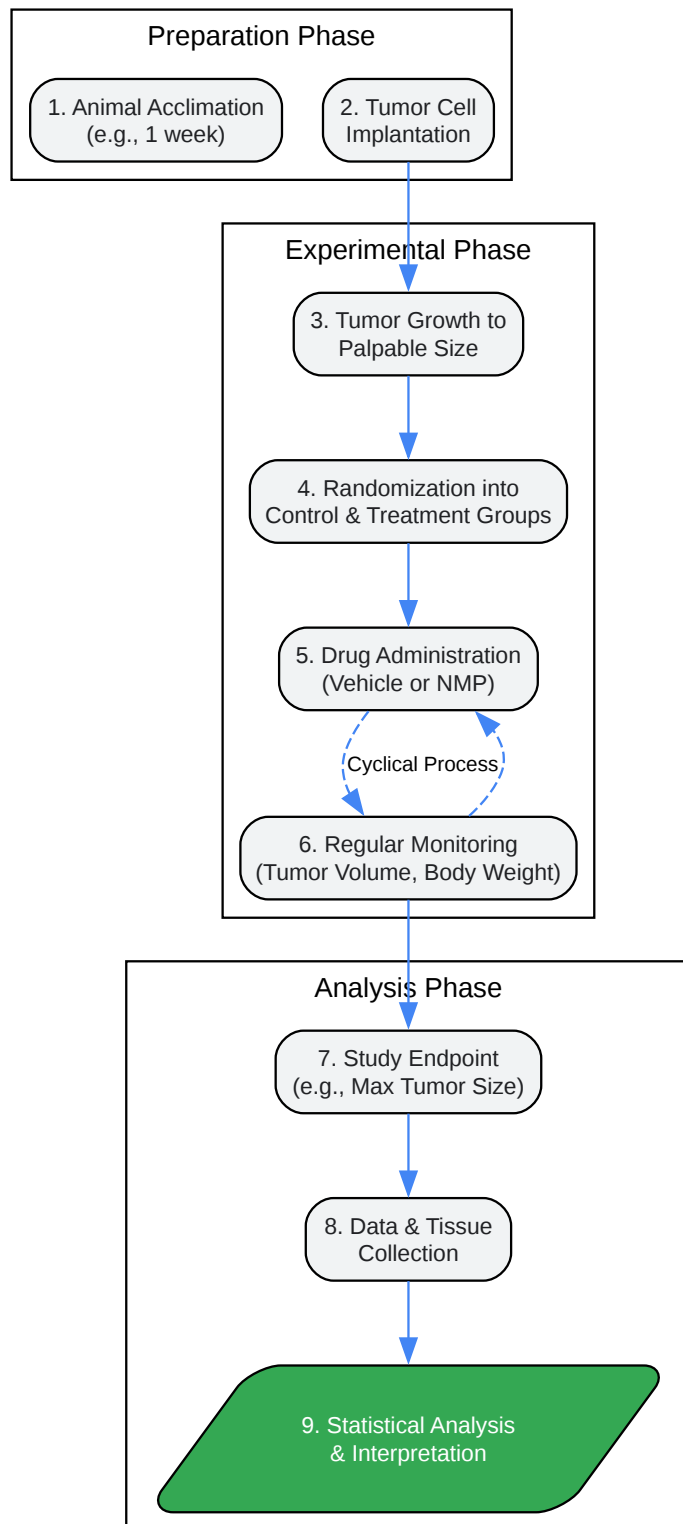 Preparation Phase
1. Animal Acclimation
(e.g., 1 week)
2. Tumor Cell
Implantation
Experimental Phase
3. Tumor Growth to
Palpable Size
4. Randomization into
Control & Treatment Groups
5. Drug Administration
(Vehicle or NMP)
Cyclical Process
6. Regular Monitoring
(Tumor Volume, Body Weight)
Analysis Phase
7. Study Endpoint
(e.g., Max Tumor Size)
8. Data & Tissue
Collection
9. Statistical Analysis
& Interpretation